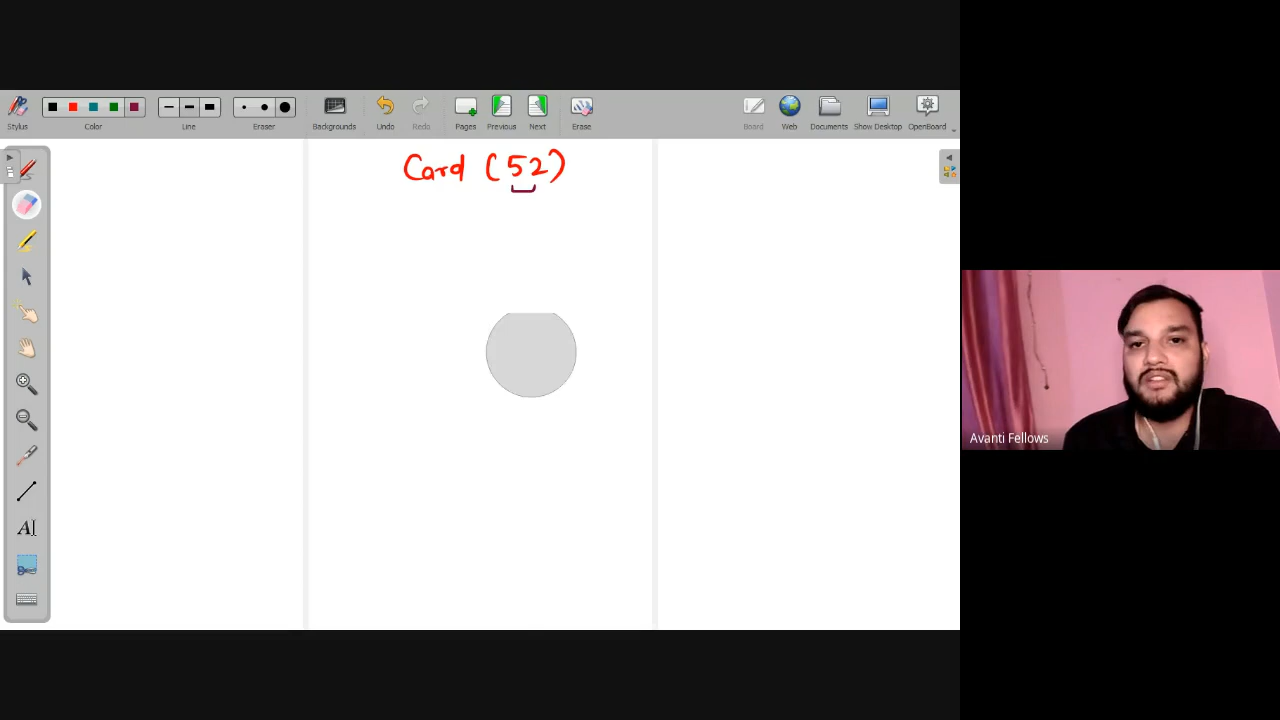 Stylus
Color
Line
Eraser
Backgrounds
Undo
Redo
Pages
Previous
Next
Erase
Board
Web
Documents
Show Desktop
OpenBoard
Card (52)
A
Avanti Fellows